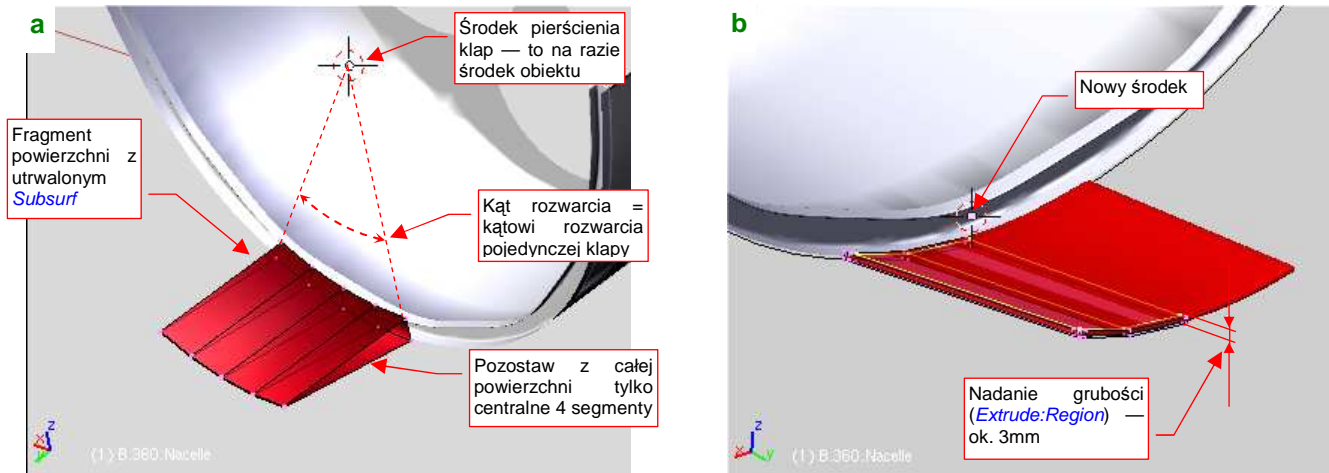 a
Środek pierścienia
klap — to na razie
środek obiektu
Fragment
powierzchni z
utrwalonym
Subsurf
Kąt rozwarcia =
kątowi rozwarcia
pojedynczej klapy
Pozostaw z całej
powierzchni tylko
centralne 4 segmenty
z
x
y
(1) B.360.Nacelle
b
Nowy środek
Nadanie grubości
(Extrude:Region) —
ok. 3mm
z
x
y
(1) B.360.Nacelle